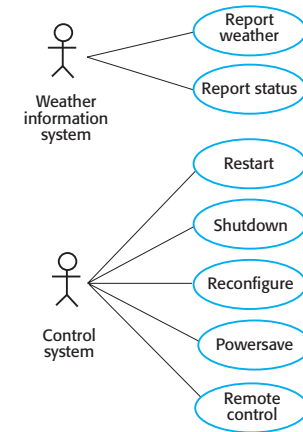 Report
weather
Report status
Weather
information
system
Restart
Shutdown
Reconfigure
Powersave
Remote
control
Control
system